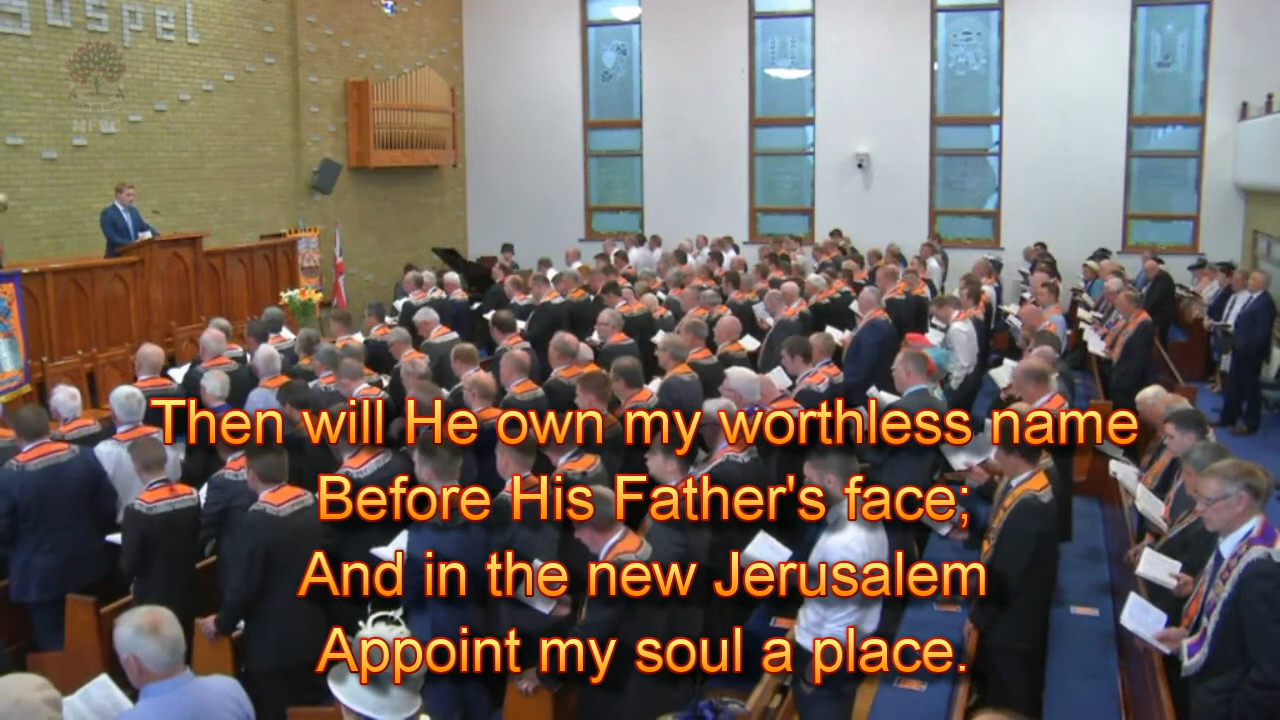 Gospel
MFPC
Then will He own my worthless name
Before His Father's face;
And in the new Jerusalem
Appoint my soul a place.